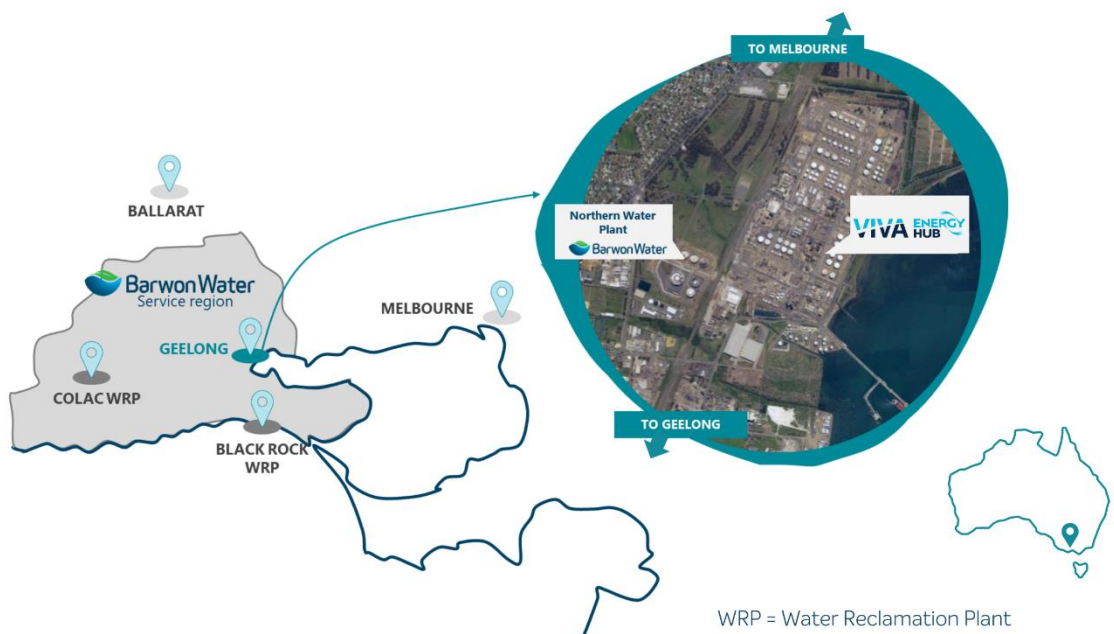 TO MELBOURNE
BALLARAT
Northern Water
Plant
BarwonWater
VIVA ENERGY
HUB
BarwonWater
Service region
MELBOURNE
GEELONG
COLAC WRP
TO GEELONG
BLACK ROCK
WRP
WRP = Water Reclamation Plant